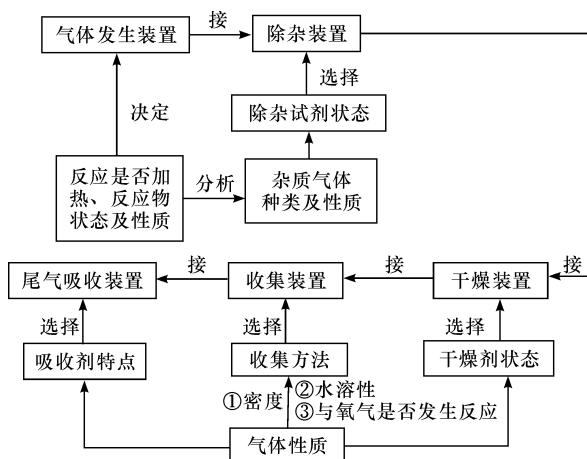 气体发生装置
接
除杂装置
选择
决定
除杂试剂状态
反应是否加
热、反应物
状态及性质
分析
杂质气体
种类及性质
尾气吸收装置
接
收集装置
接
干燥装置
接
选择
选择
选择
吸收剂特点
收集方法
干燥剂状态
①密度
②水溶性
③与氧气是否发生反应
气体性质